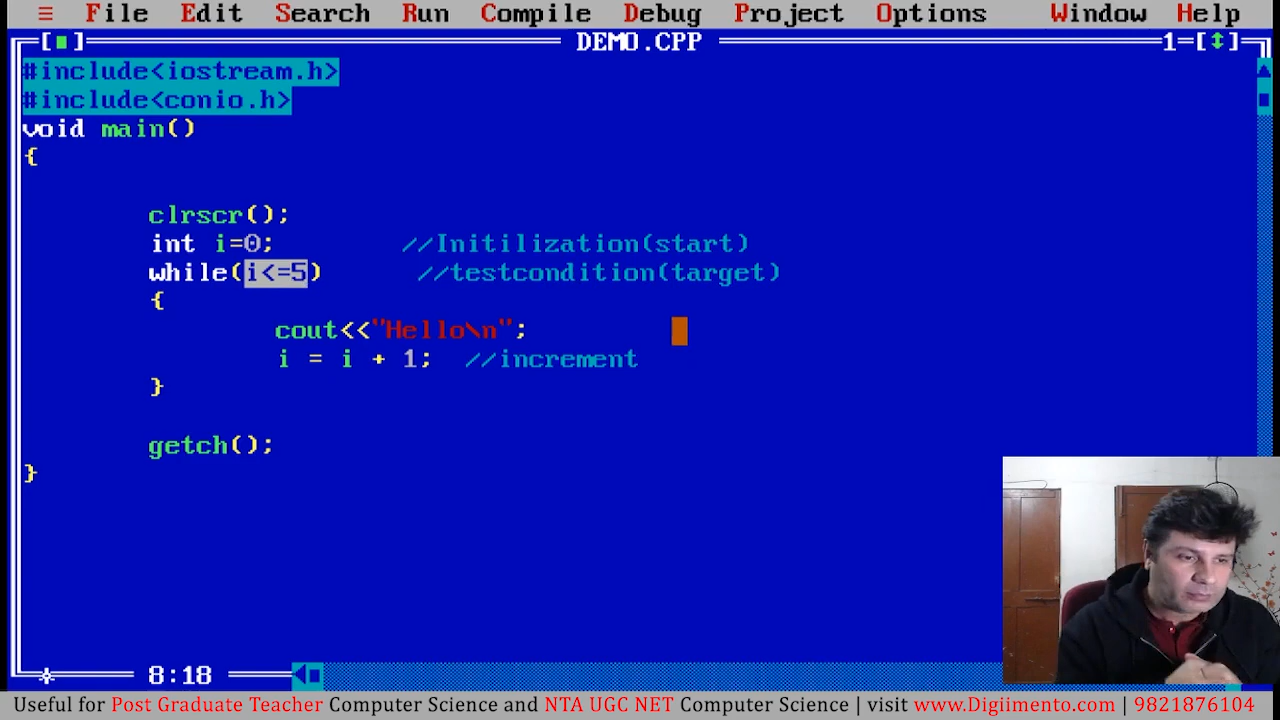 ≡ File Edit Search Run Compile Debug Project Options Window Help
[■] DEMO.CPP 1=[↕]
#include<iostream.h>
#include<conio.h>
void main()
{
clrscr();
int i=0; //Initilization(start)
while(i<=5) //testcondition(target)
{
cout<<"Hello\n";
i = i + 1; //increment
}
getch();
}
8:18
Useful for Post Graduate Teacher Computer Science and NTA UGC NET Computer Science | visit www.Digiimento.com | 9821876104